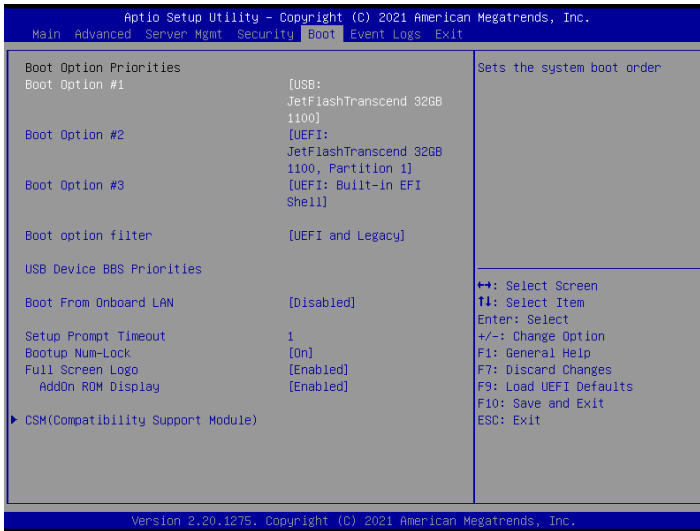 Aptio Setup Utility – Copyright (C) 2021 American Megatrends, Inc.
Main Advanced Server Mgmt Security Boot Event Logs Exit
Boot Option Priorities
Boot Option #1 [USB:
JetFlashTranscend 32GB
1100]
Boot Option #2 [UEFI:
JetFlashTranscend 32GB
1100, Partition 1]
Boot Option #3 [UEFI: Built-in EFI
Shell]
Boot option filter [UEFI and Legacy]
USB Device BBS Priorities
Boot From Onboard LAN [Disabled]
Setup Prompt Timeout 1
Bootup Num-Lock [On]
Full Screen Logo [Enabled]
AddOn ROM Display [Enabled]
CSM(Compatibility Support Module)
Sets the system boot order
↔: Select Screen
↑↓: Select Item
Enter: Select
+/-: Change Option
F1: General Help
F7: Discard Changes
F9: Load UEFI Defaults
F10: Save and Exit
ESC: Exit
Version 2.20.1275. Copyright (C) 2021 American Megatrends, Inc.